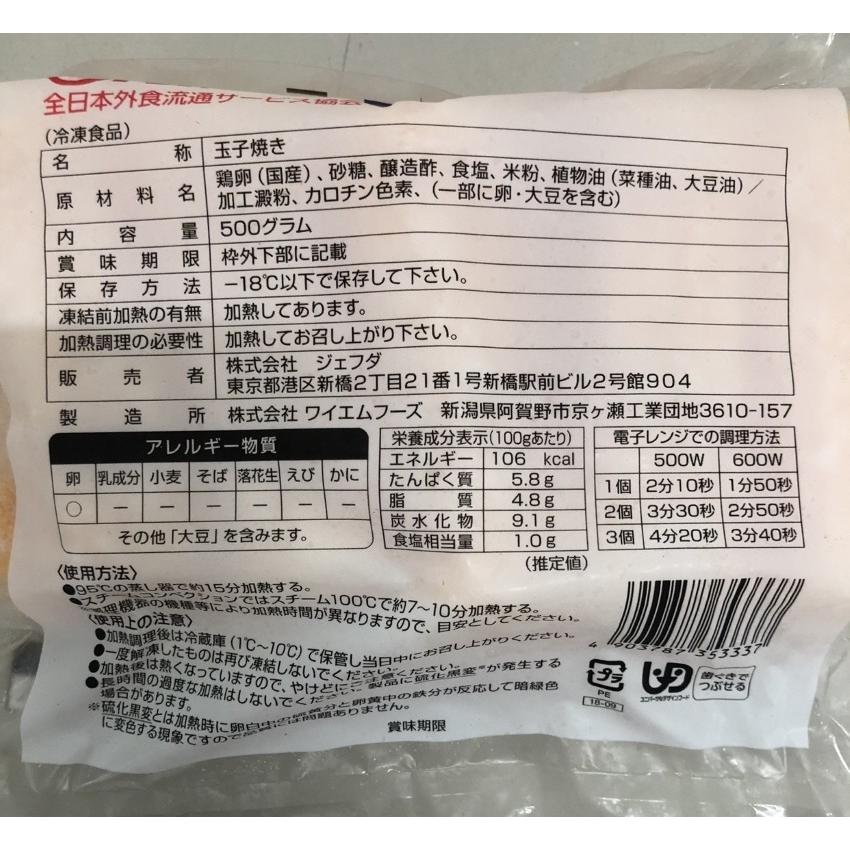 全日本外食流通サービス協会
(冷凍食品)
名称 玉子焼き
原材料名 鶏卵(国産)、砂糖、醸造酢、食塩、米粉、植物油(菜種油、大豆油)/
加工澱粉、カロチン色素、(一部に卵・大豆を含む)
内容量 500グラム
賞味期限 枠外下部に記載
保存方法 -18℃以下で保存して下さい。
凍結前加熱の有無 加熱してあります。
加熱調理の必要性 加熱してお召し上がり下さい。
販売者 株式会社 ジェフダ
東京都港区新橋2丁目21番1号新橋駅前ビル2号館904
製造所 株式会社 ワイエムフーズ 新潟県阿賀野市京ヶ瀬工業団地3610-157
アレルギー物質
卵 乳成分 小麦 そば 落花生 えび かに
○ - - - - - -
その他「大豆」を含みます。
栄養成分表示(100gあたり)
エネルギー 106 kcal
たんぱく質 5.8g
脂質 4.8g
炭水化物 9.1g
食塩相当量 1.0g
(推定値)
電子レンジでの調理方法
500W 600W
1個 2分10秒 1分50秒
2個 3分30秒 2分50秒
3個 4分20秒 3分40秒
〈使用方法〉
●95℃の蒸し器で約15分加熱する。
●スチームコンベクションではスチーム100℃で約7~10分加熱する。
調理機器の機種等により加熱時間が異なりますので、目安としてください。
〈使用上の注意〉
●加熱調理後は冷蔵庫(1℃~10℃)で保管し当日中にお召し上がりください。
●一度解凍したものは再び凍結しないでください。
●加熱後は熱くなっていますので、やけどにご注意ください。
●長時間の過度な加熱はしないでください。製品に硫化黒変※が発生する
場合があります。
※硫化黒変とは加熱時に卵白中の硫黄分と卵黄中の鉄分が反応して暗緑色
に変色する現象ですので品質には問題ありません。
賞味期限
4 903787 353337
プラ
PE
18-09
ユニバーサルデザインフード
歯ぐきで
つぶせる